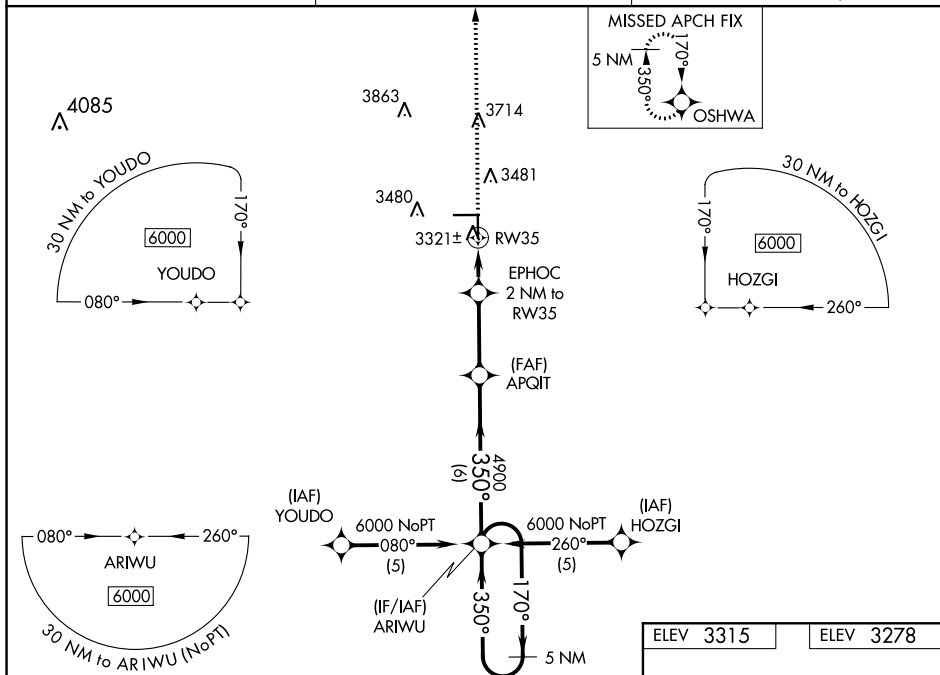 MISSED APCH FIX
5 NM
170°
350°
OSHWA
4085
3863
3714
3481
3480
3321±
RW35
30 NM to YOUDO
170°
6000
YOUDO
080°
30 NM to HOZGI
170°
6000
HOZGI
260°
EPHOC
2 NM to
RW35
(FAF)
APQIT
4900
350°
(6)
(IAF)
YOUDO
6000 NoPT
080°
(5)
(IAF)
HOZGI
6000 NoPT
260°
(5)
(IF/IAF)
ARIWU
350°
170°
5 NM
080°
260°
ARIWU
6000
30 NM to ARIWU (NoPT)
ELEV 3315
ELEV 3278